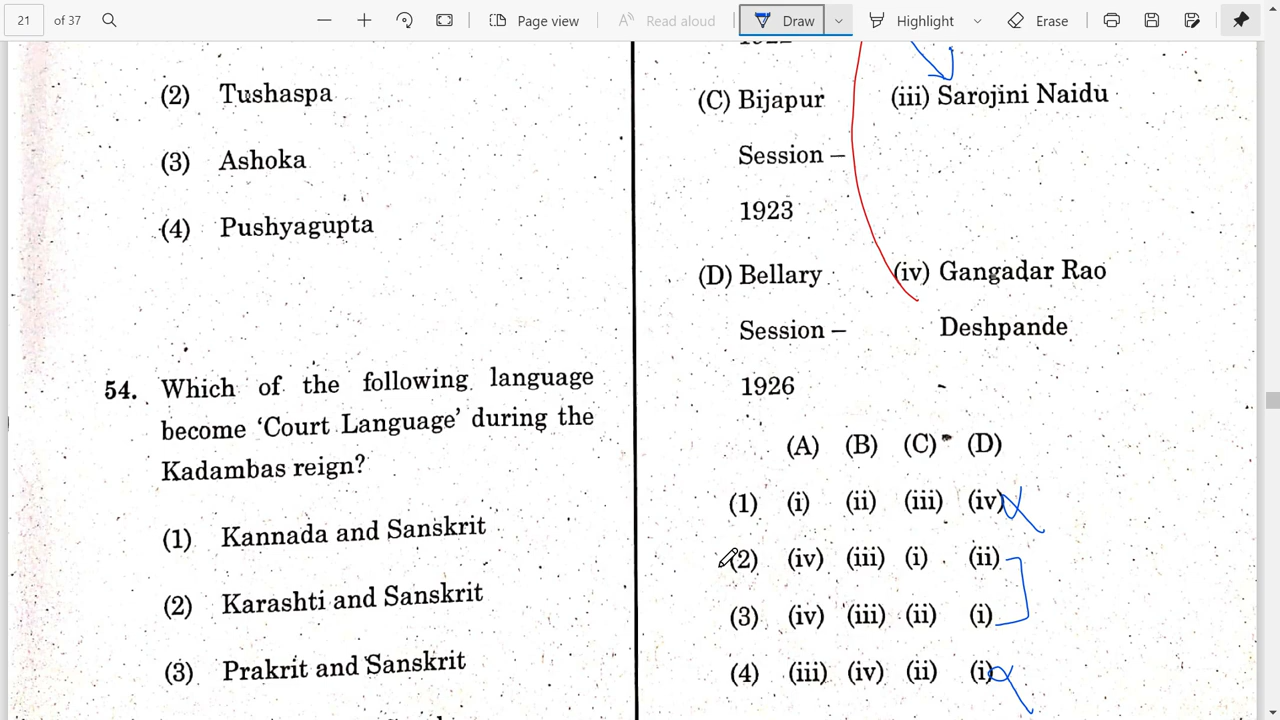 21 of 37
Page view
Read aloud
Draw
Highlight
Erase
(2) Tushaspa
(3) Ashoka
(4) Pushyagupta
54. Which of the following language
become ‘Court Language’ during the
Kadambas reign?
(1) Kannada and Sanskrit
(2) Karashti and Sanskrit
(3) Prakrit and Sanskrit
(C) Bijapur (iii) Sarojini Naidu
Session –
1923
(D) Bellary (iv) Gangadar Rao
Session – Deshpande
1926
(A) (B) (C) (D)
(1) (i) (ii) (iii) (iv)
(2) (iv) (iii) (i) (ii)
(3) (iv) (iii) (ii) (i)
(4) (iii) (iv) (ii) (i)